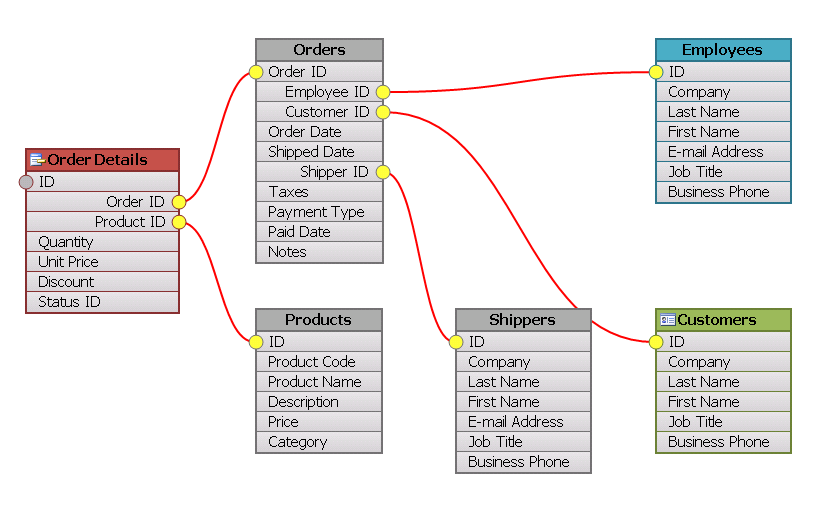 Orders
Order ID
Employee ID
Customer ID
Order Date
Shipped Date
Shipper ID
Taxes
Payment Type
Paid Date
Notes
Employees
ID
Company
Last Name
First Name
E-mail Address
Job Title
Business Phone
Order Details
ID
Order ID
Product ID
Quantity
Unit Price
Discount
Status ID
Products
ID
Product Code
Product Name
Description
Price
Category
Shippers
ID
Company
Last Name
First Name
E-mail Address
Job Title
Business Phone
Customers
ID
Company
Last Name
First Name
Job Title
Business Phone